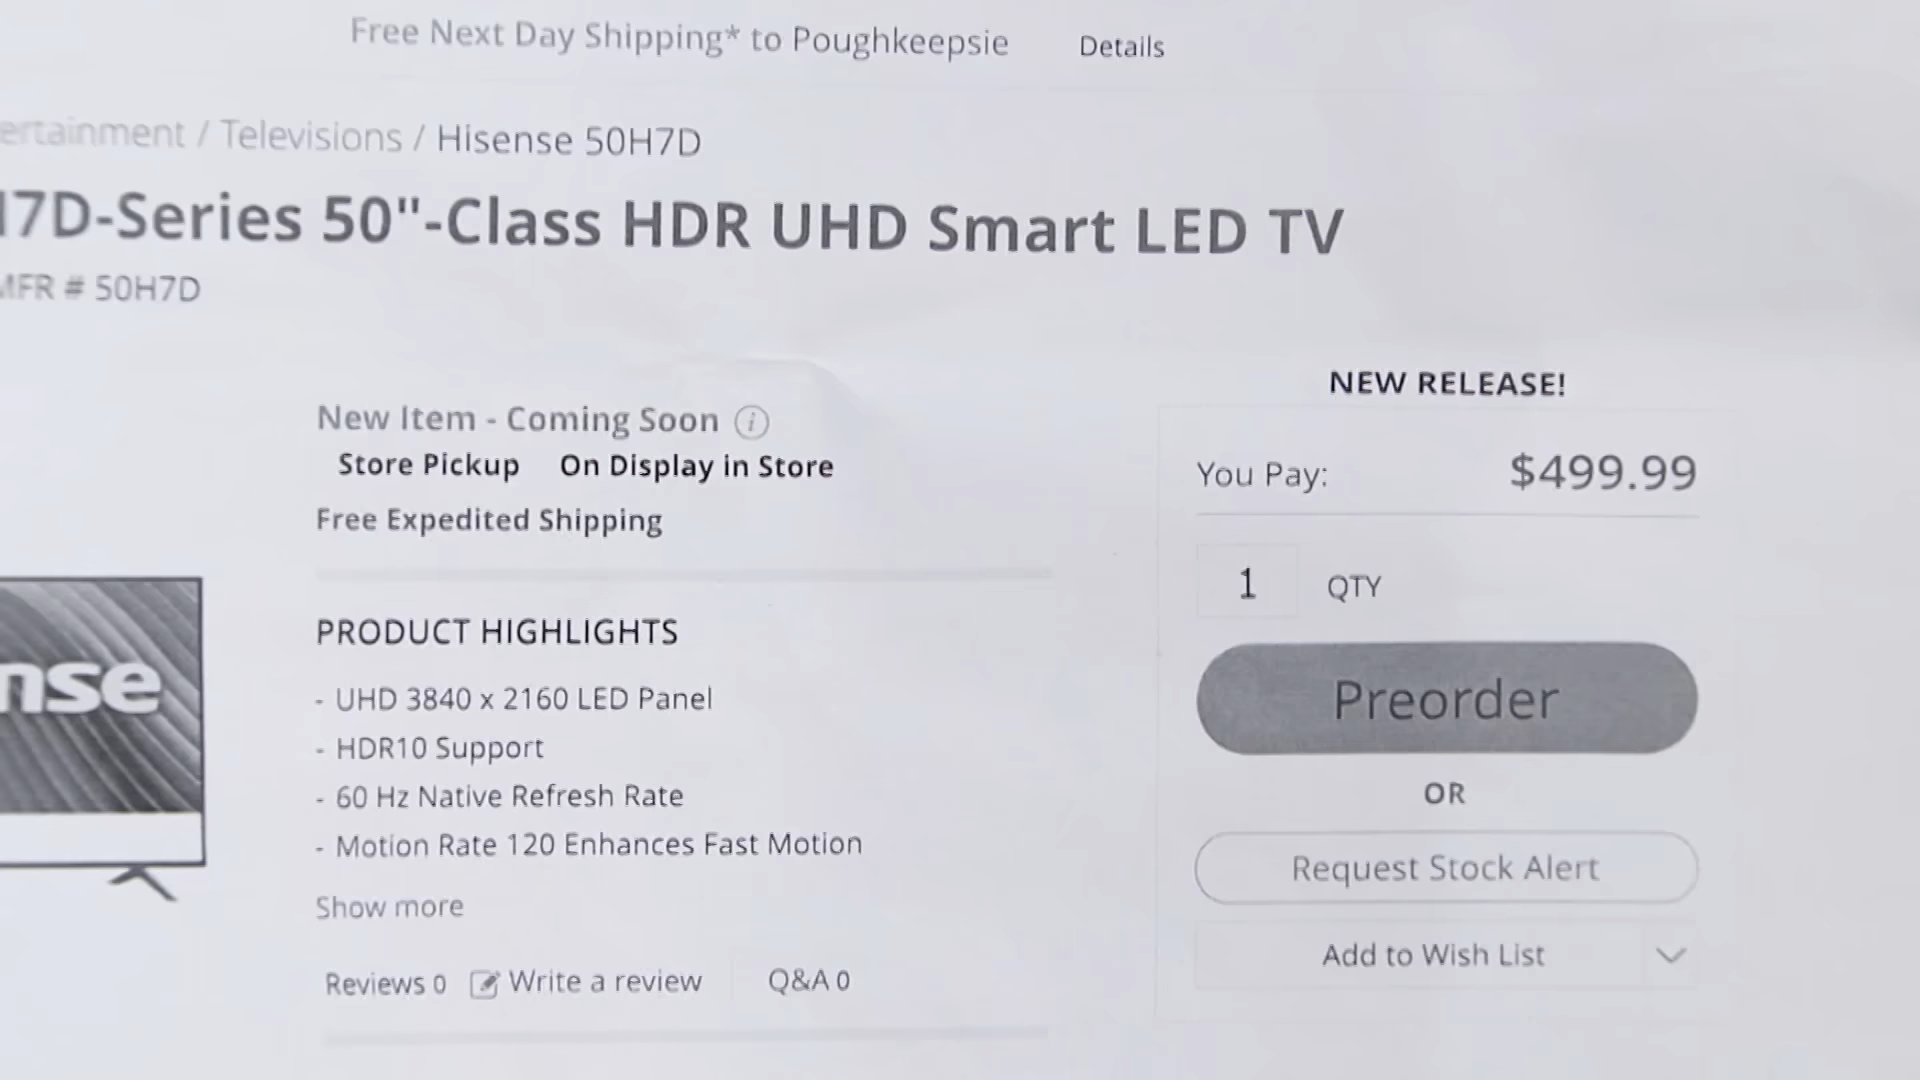 Free Next Day Shipping* to Poughkeepsie Details
ertainment / Televisions / Hisense 50H7D
7D-Series 50"-Class HDR UHD Smart LED TV
MFR # 50H7D
NEW RELEASE!
New Item - Coming Soon i
Store Pickup On Display in Store
Free Expedited Shipping
You Pay: $499.99
1 QTY
PRODUCT HIGHLIGHTS
- UHD 3840 x 2160 LED Panel
- HDR10 Support
- 60 Hz Native Refresh Rate
- Motion Rate 120 Enhances Fast Motion
Show more
Reviews 0 Write a review Q&A 0
nse
Preorder
OR
Request Stock Alert
Add to Wish List